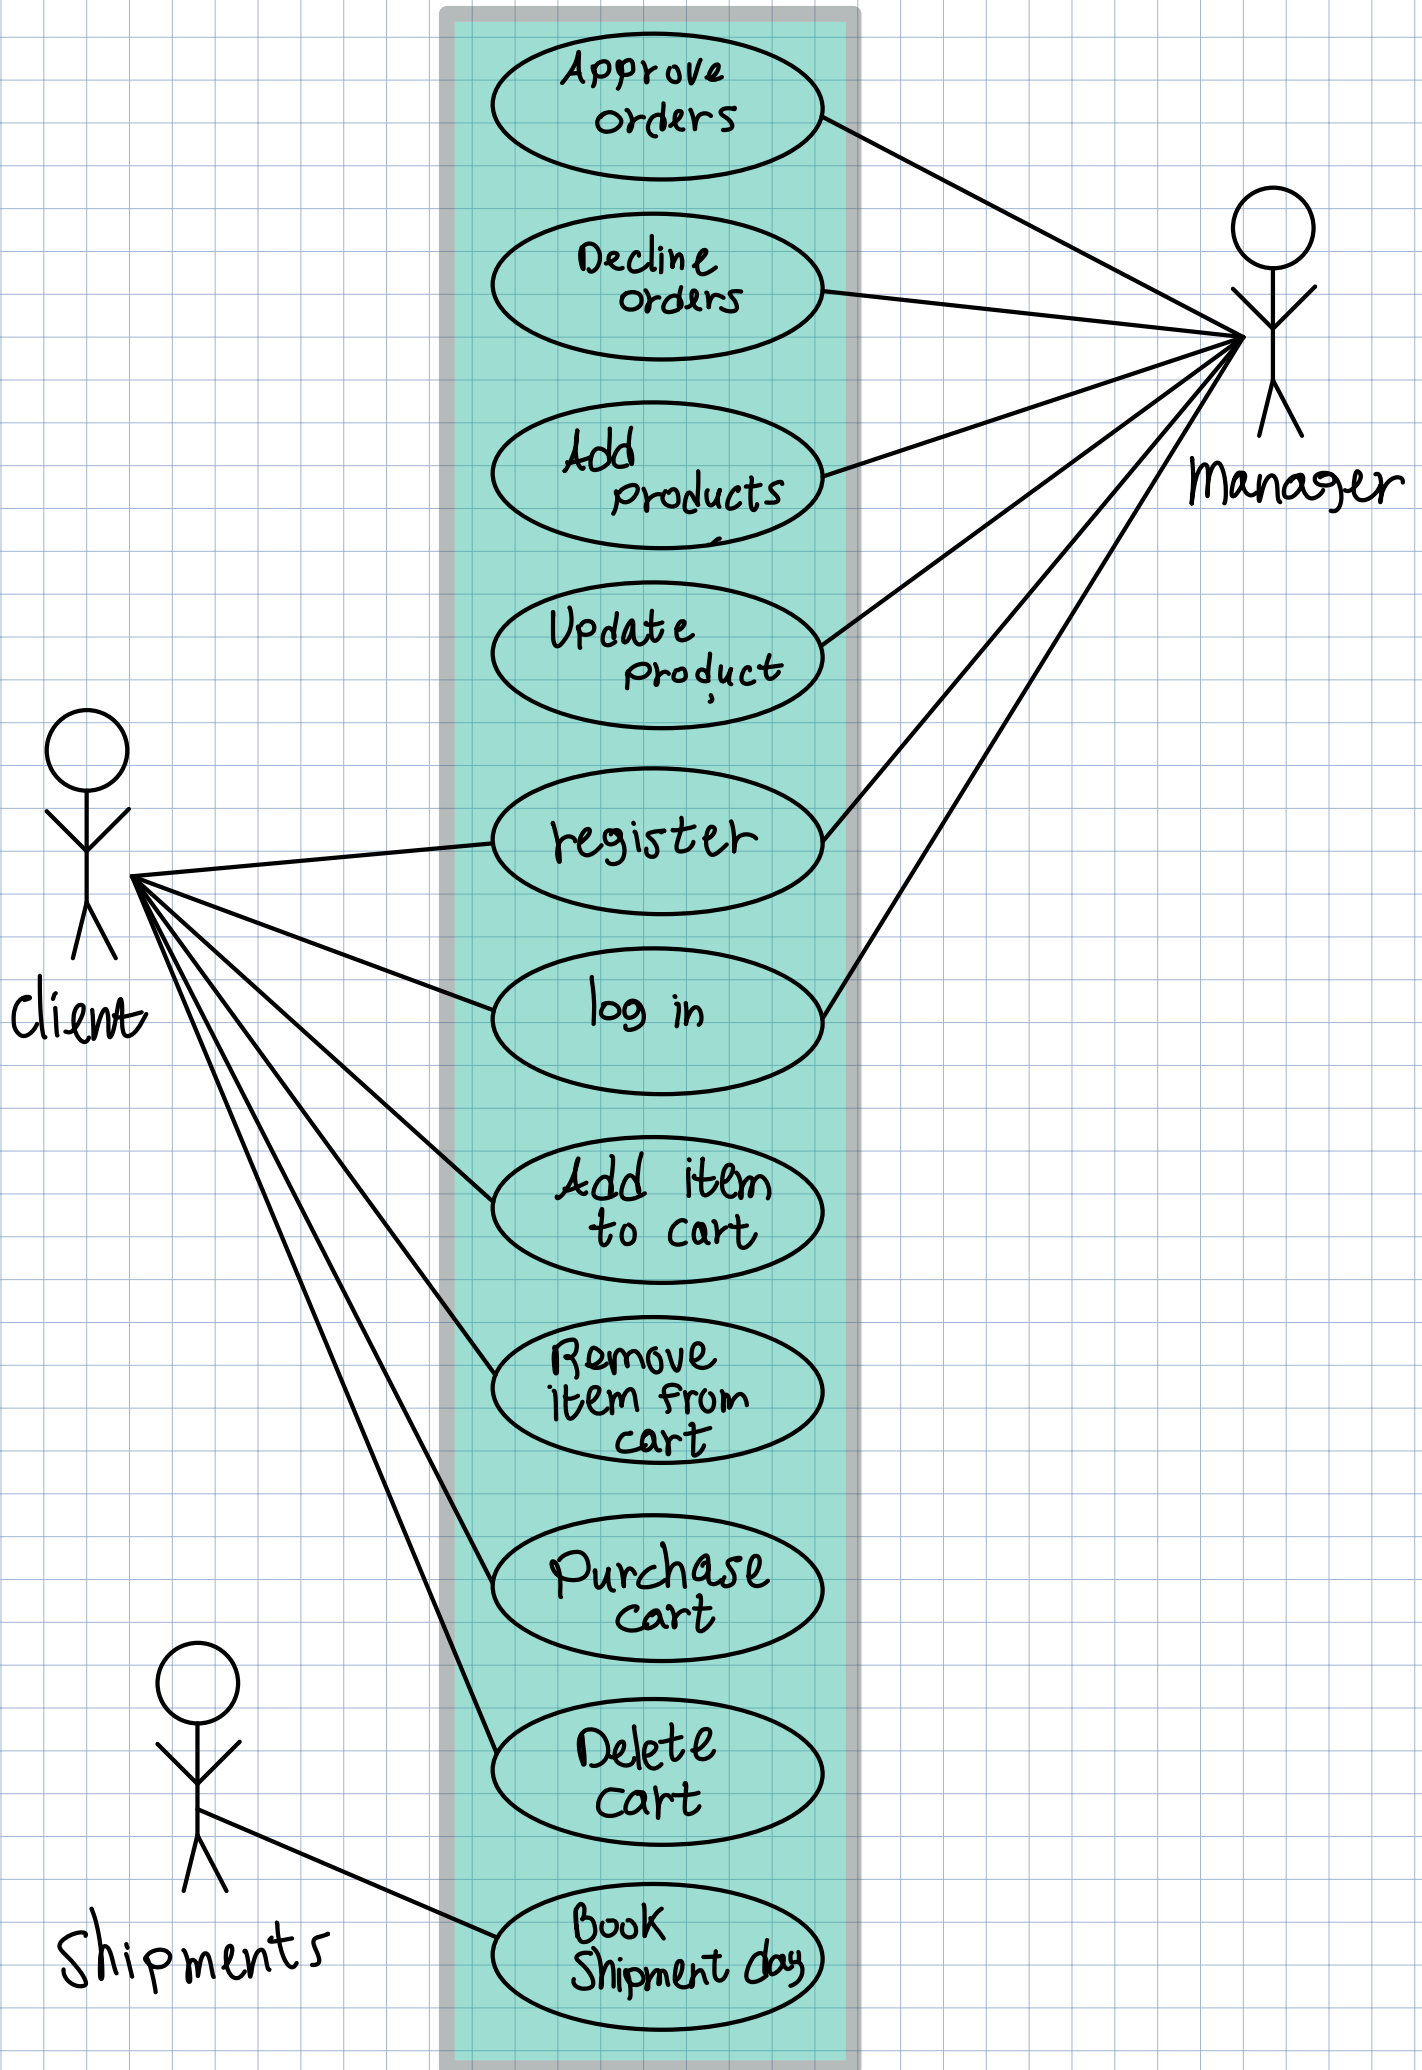 Approve
orders
Decline
orders
Add
products
Manager
Update
product
register
client
log in
Add item
to cart
Remove
item from
cart
Purchase
cart
Delete
cart
Shipments
Book
Shipment day